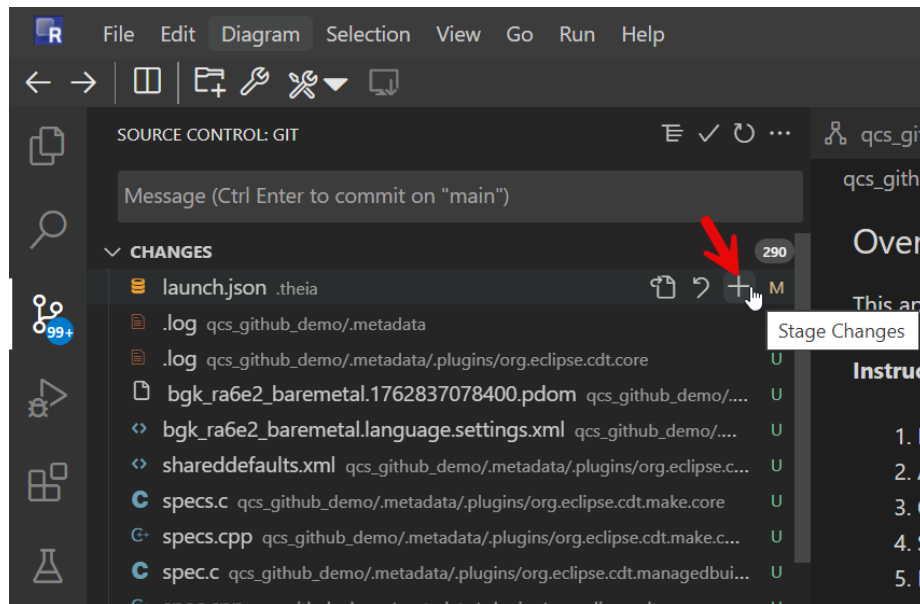 R File Edit Diagram Selection View Go Run Help
SOURCE CONTROL: GIT
qcs_gi
Message (Ctrl Enter to commit on "main")
qcs_gith
CHANGES 290
Over
launch.json .theia M
This ap
Stage Changes
.log qcs_github_demo/.metadata
.log qcs_github_demo/.metadata/.plugins/org.eclipse.cdt.core U
Instruc
bgk_ra6e2_baremetal.1762837078400.pdom qcs_github_demo/.... U
bgk_ra6e2_baremetal.language.settings.xml qcs_github_demo/.... U
1.
shareddefaults.xml qcs_github_demo/.metadata/.plugins/org.eclipse.c... U
2.
specs.c qcs_github_demo/.metadata/.plugins/org.eclipse.cdt.make.core U
3.
specs.cpp qcs_github_demo/.metadata/.plugins/org.eclipse.cdt.make.c... U
4.
spec.c qcs_github_demo/.metadata/.plugins/org.eclipse.cdt.managedbui... U
5.
99+